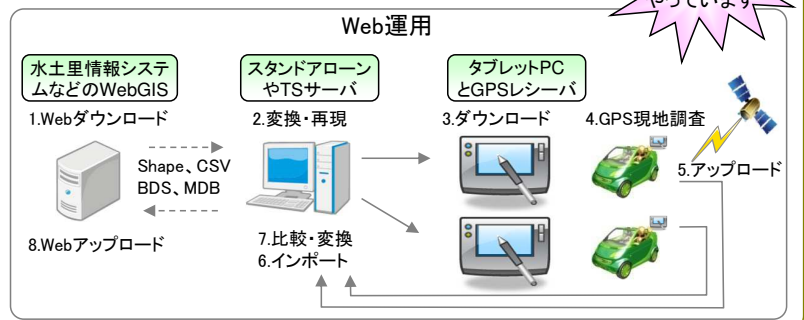 やっています
Web運用
水土里情報システ
ムなどのWebGIS
スタンドアローン
やTSサーバ
タブレットPC
とGPSレシーバ
1.Webダウンロード
2.変換・再現
3.ダウンロード
4.GPS現地調査
Shape、CSV
BDS、MDB
5.アップロード
8.Webアップロード
7.比較・変換
6.インポート